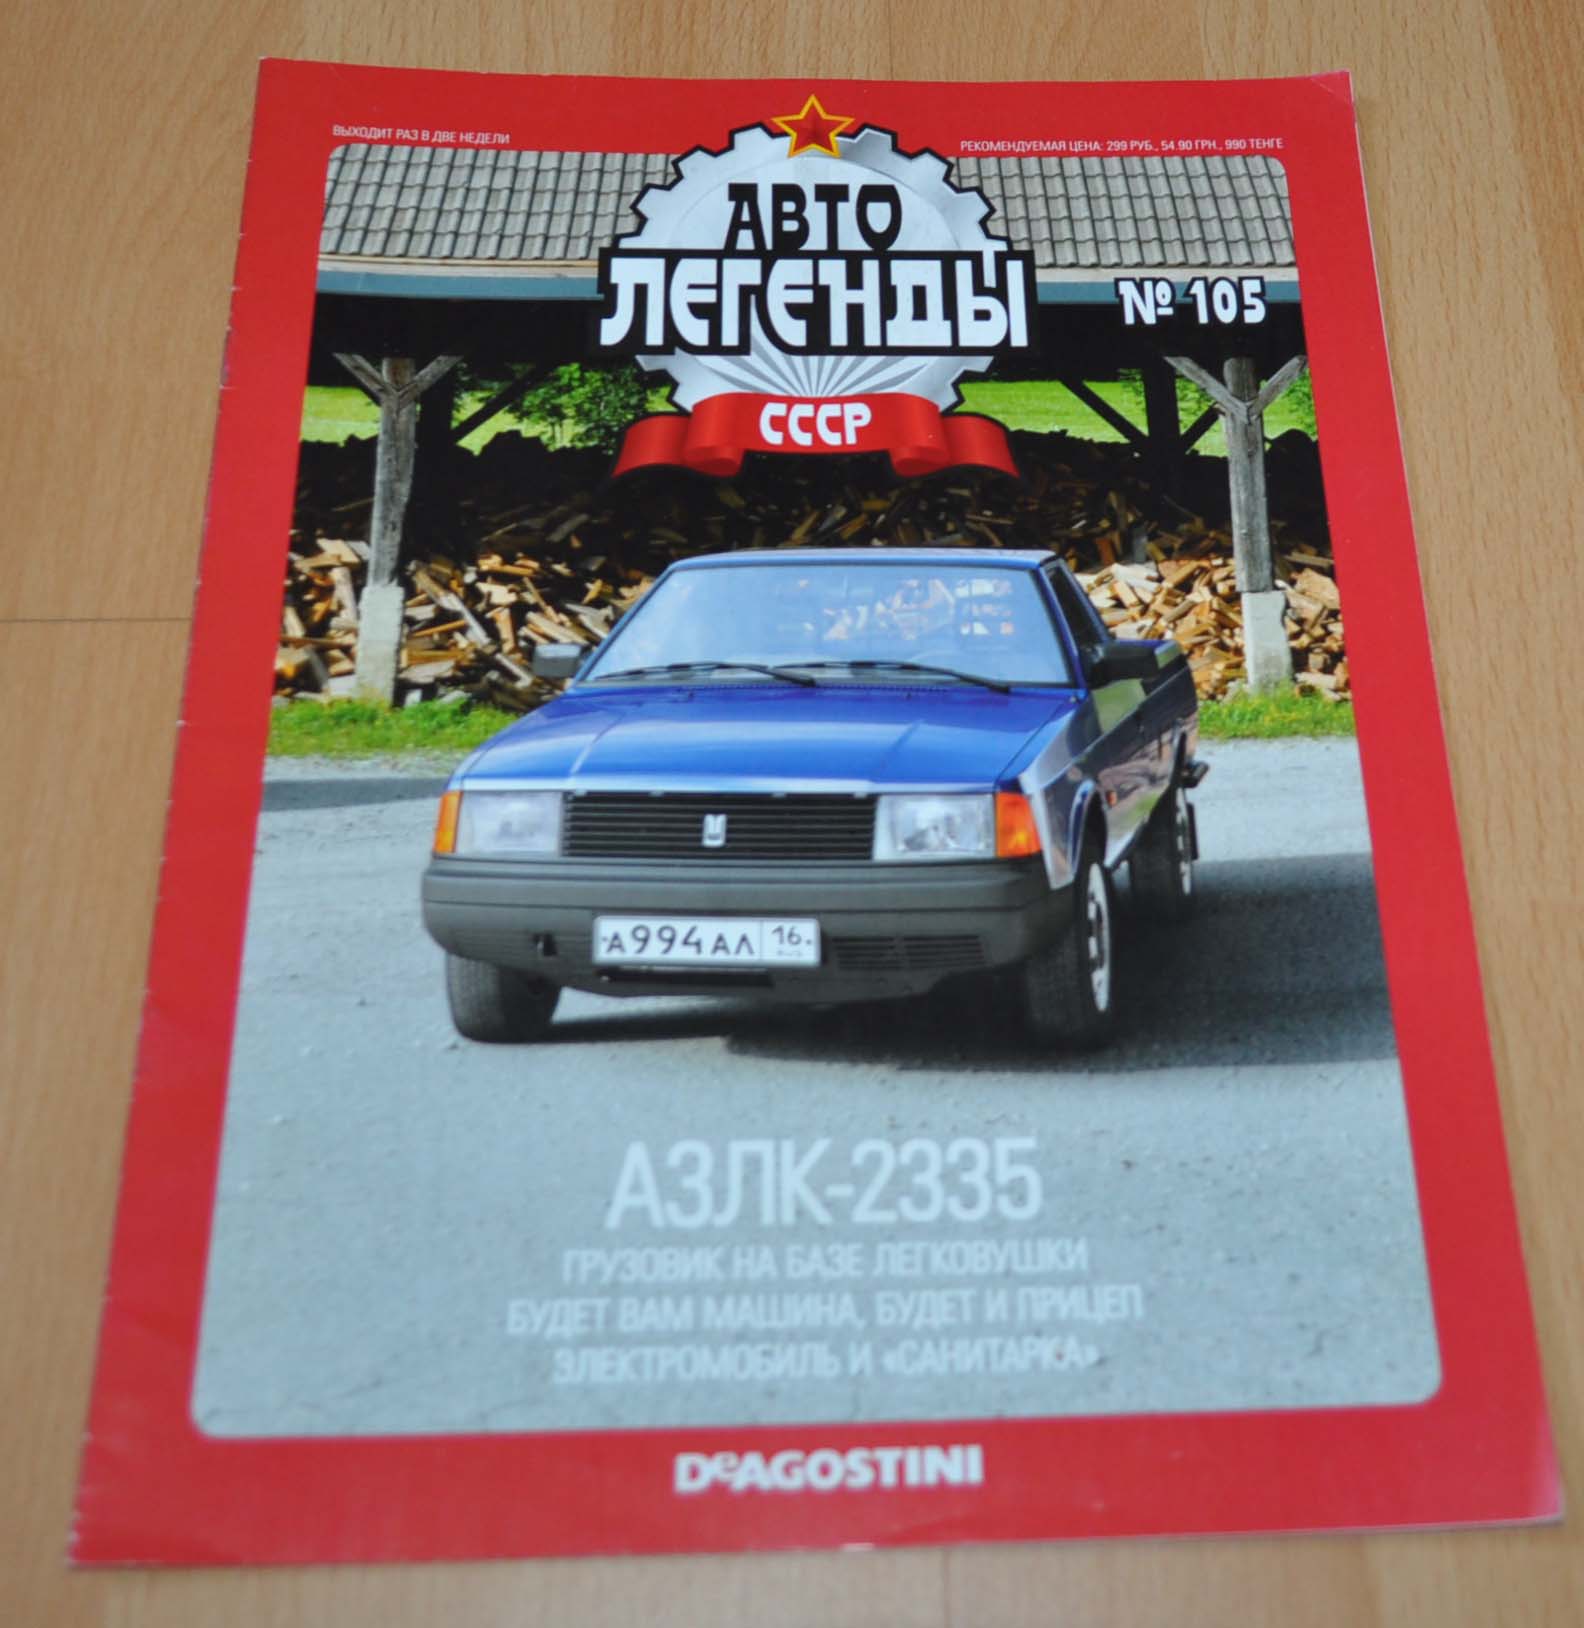 ВЫХОДИТ РАЗ В ДВЕ НЕДЕЛИ
РЕКОМЕНДУЕМАЯ ЦЕНА: 299 РУБ., 54.90 ГРН., 990 ТЕНГЕ
АВТО
ЛЕГЕНДЫ
СССР
№ 105
А994АЛ 16
АЗЛК-2335
ГРУЗОВИК НА БАЗЕ ЛЕГКОВУШКИ
БУДЕТ ВАМ МАШИНА, БУДЕТ И ПРИЦЕП
ЭЛЕКТРОМОБИЛЬ И «САНИТАРКА»
DeAGOSTINI